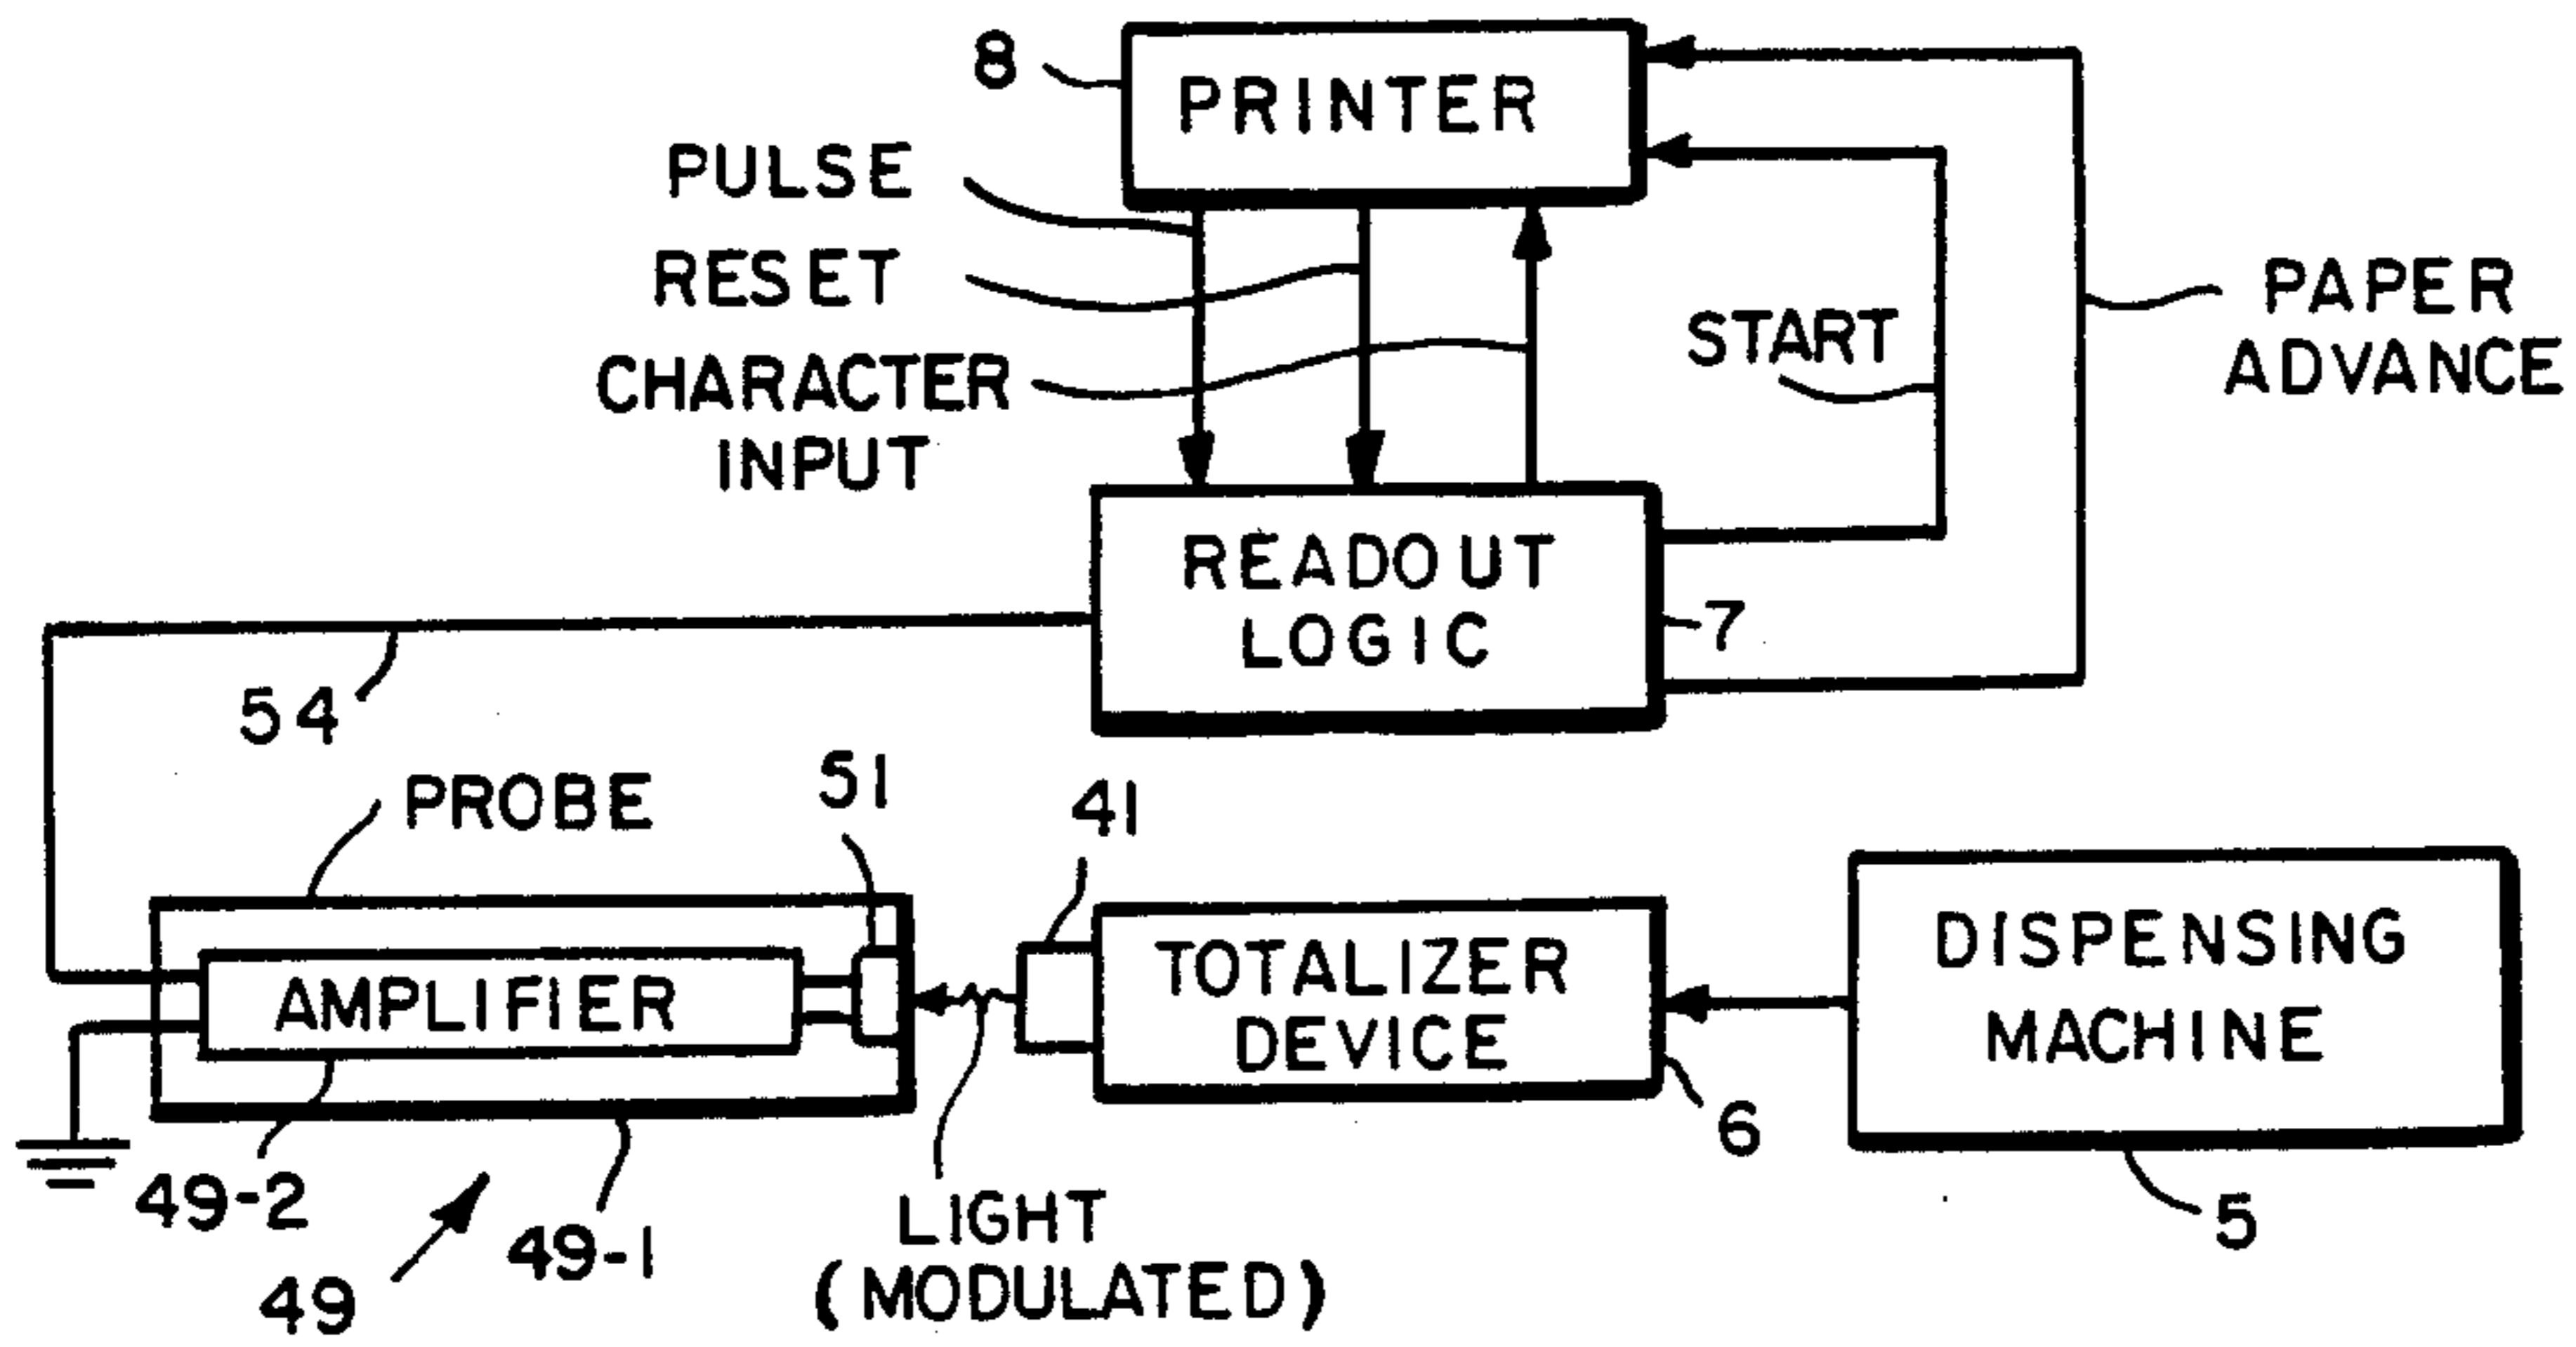 8
PRINTER
PULSE
RESET
CHARACTER
INPUT
START
PAPER
ADVANCE
READOUT
LOGIC
7
54
PROBE
51
41
AMPLIFIER
TOTALIZER
DEVICE
DISPENSING
MACHINE
6
5
49-2
49
49-1
LIGHT
(MODULATED)